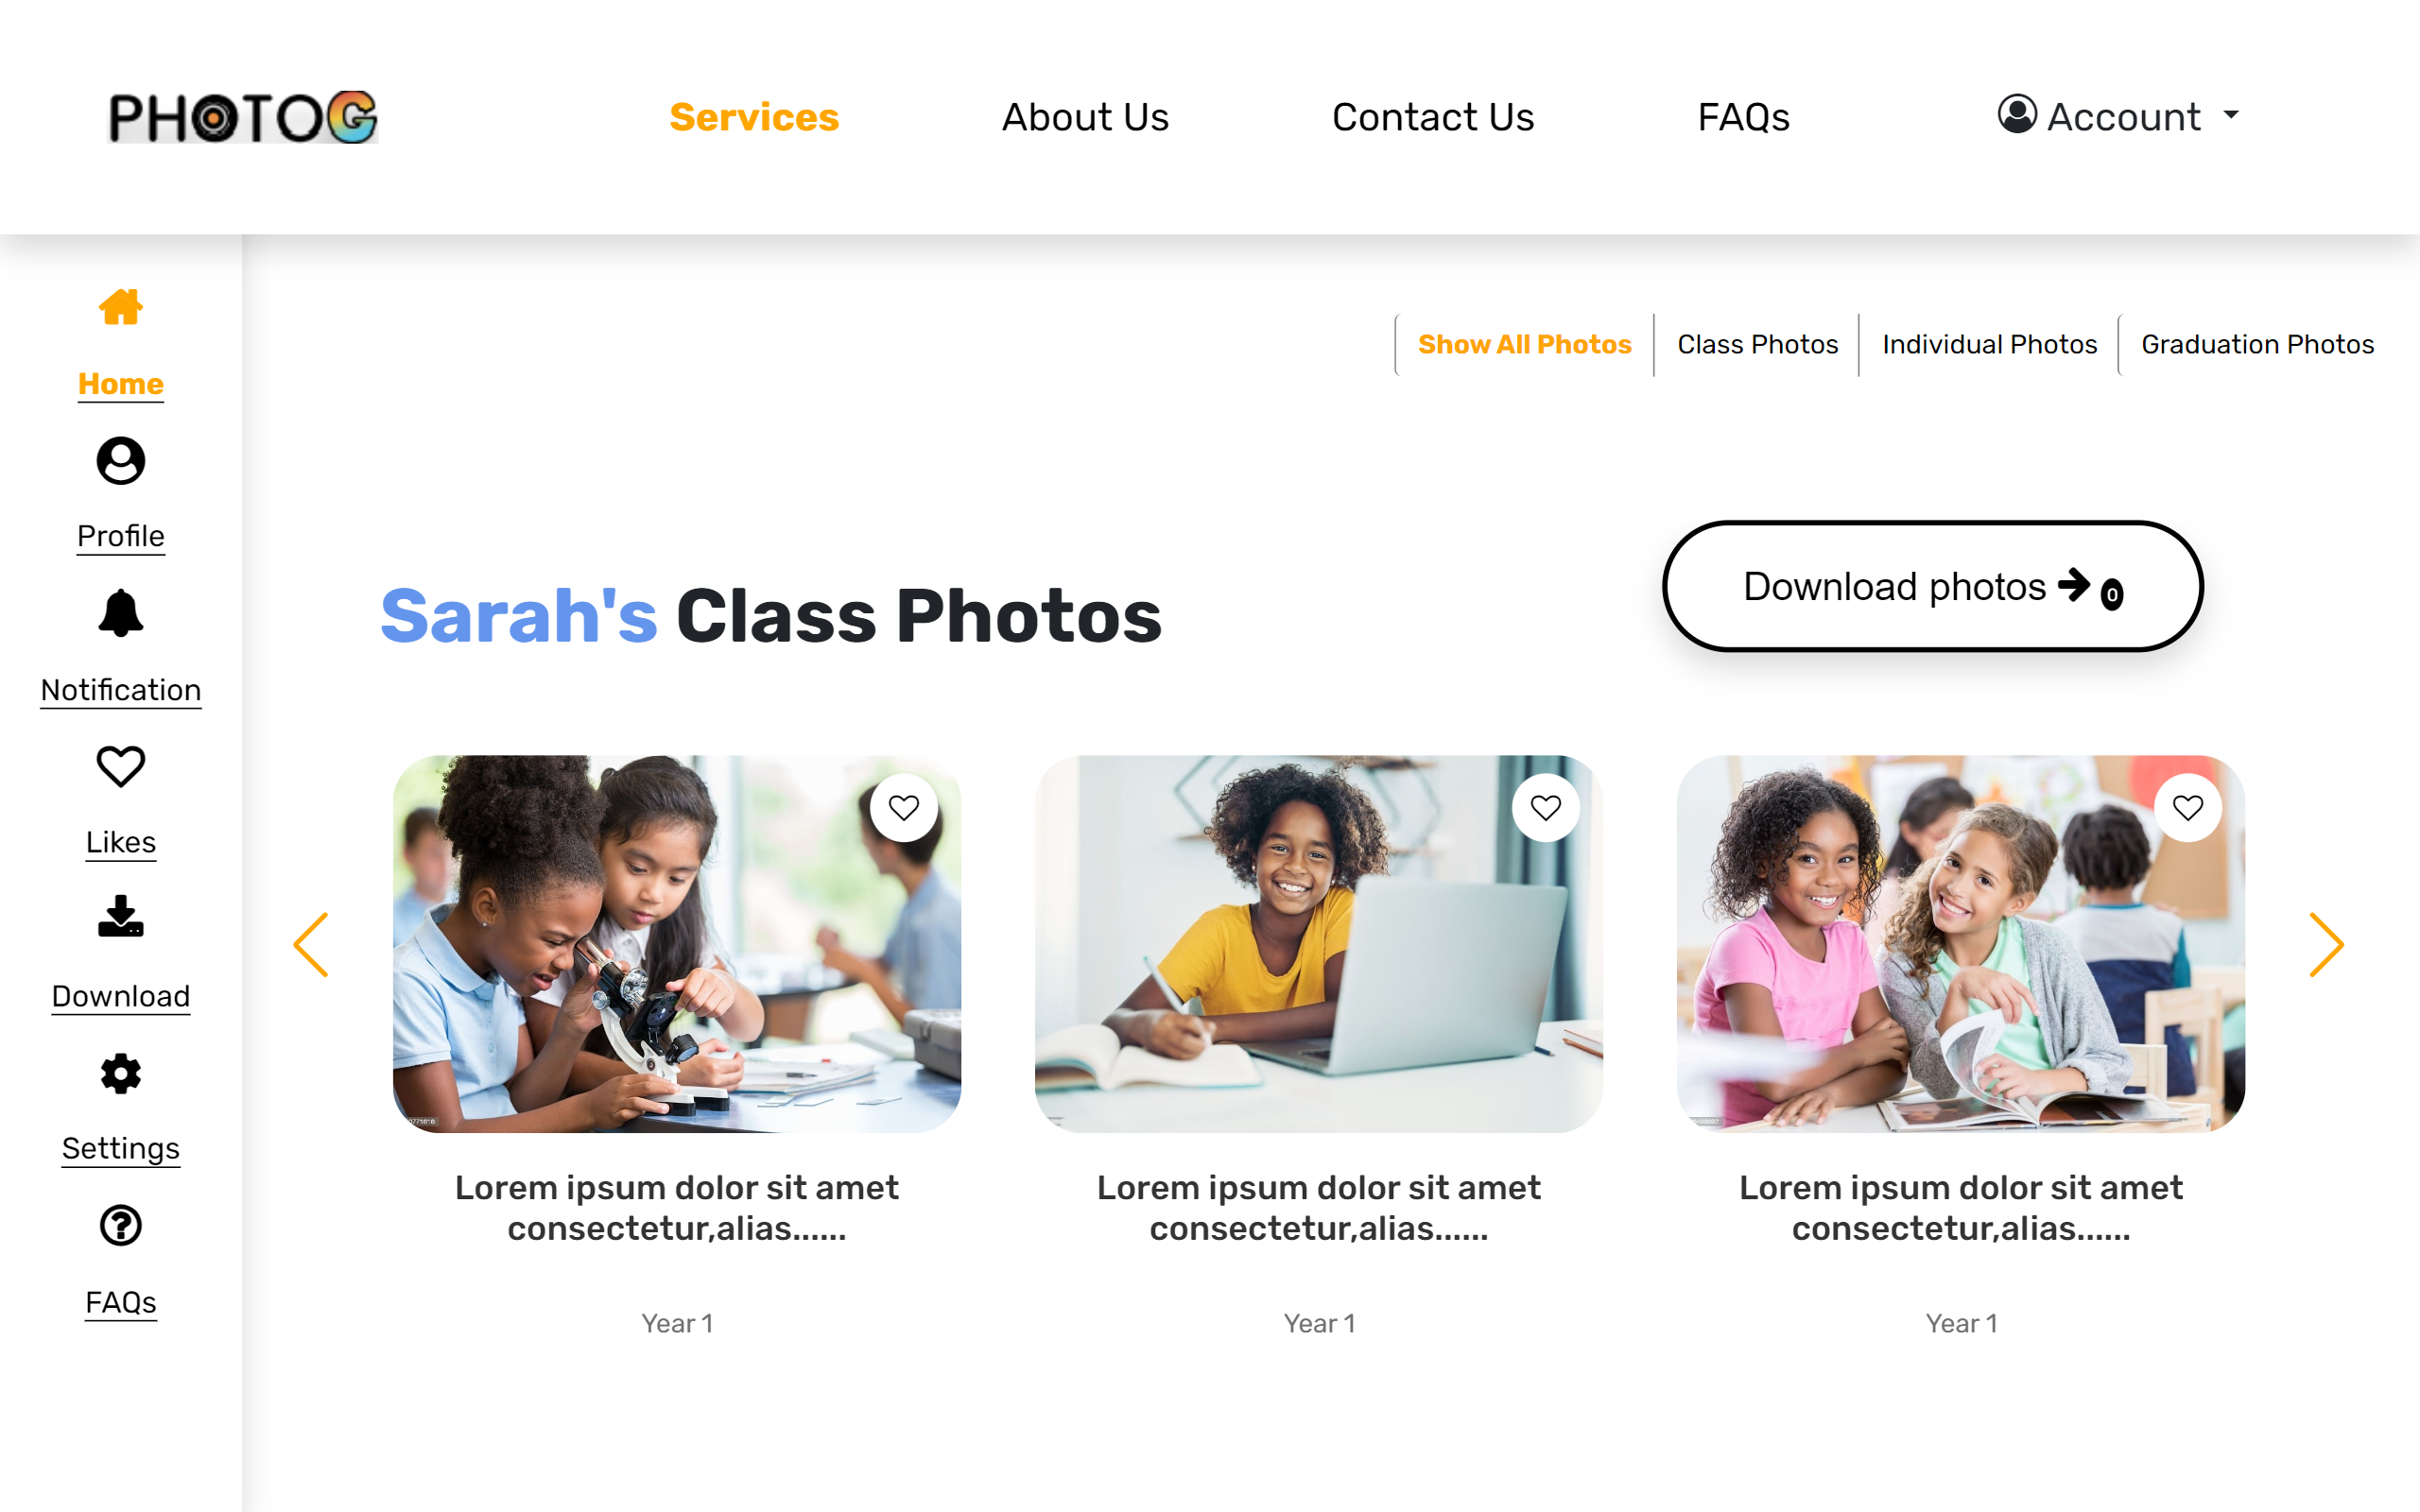 PHOTOG
Services
About Us
Contact Us
FAQs
Account
Home
Profile
Notification
Likes
Download
Settings
FAQs
Show All Photos
Class Photos
Individual Photos
Graduation Photos
Sarah's Class Photos
Download photos 0
Lorem ipsum dolor sit amet
consectetur,alias......
Year 1
Lorem ipsum dolor sit amet
consectetur,alias......
Year 1
Lorem ipsum dolor sit amet
consectetur,alias......
Year 1